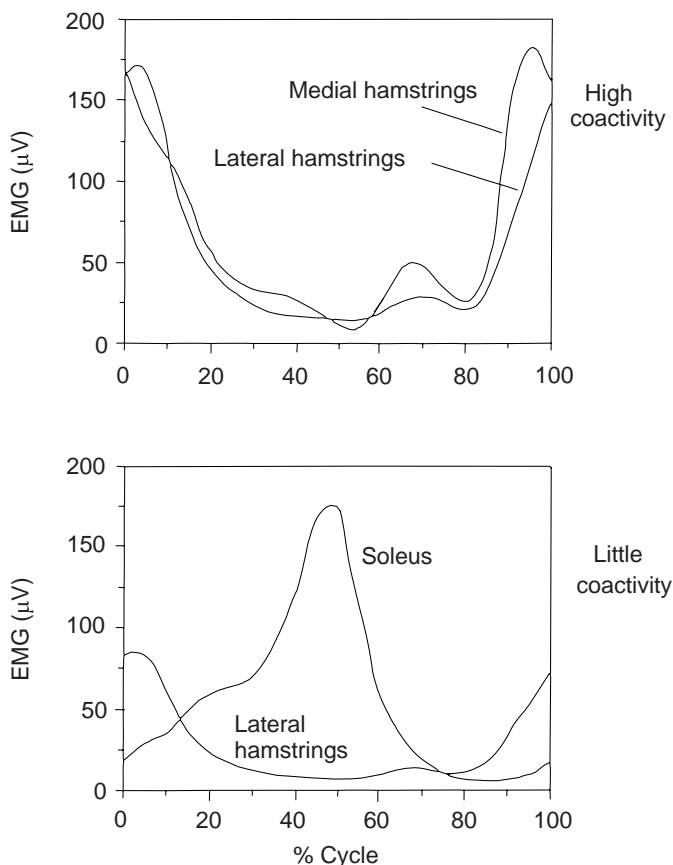 200
150
100
50
0
EMG (μV)
Medial hamstrings
Lateral hamstrings
High
coactivity
0 20 40 60 80 100
200
150
100
50
0
EMG (μV)
Soleus
Lateral
hamstrings
Little
coactivity
0 20 40 60 80 100
% Cycle